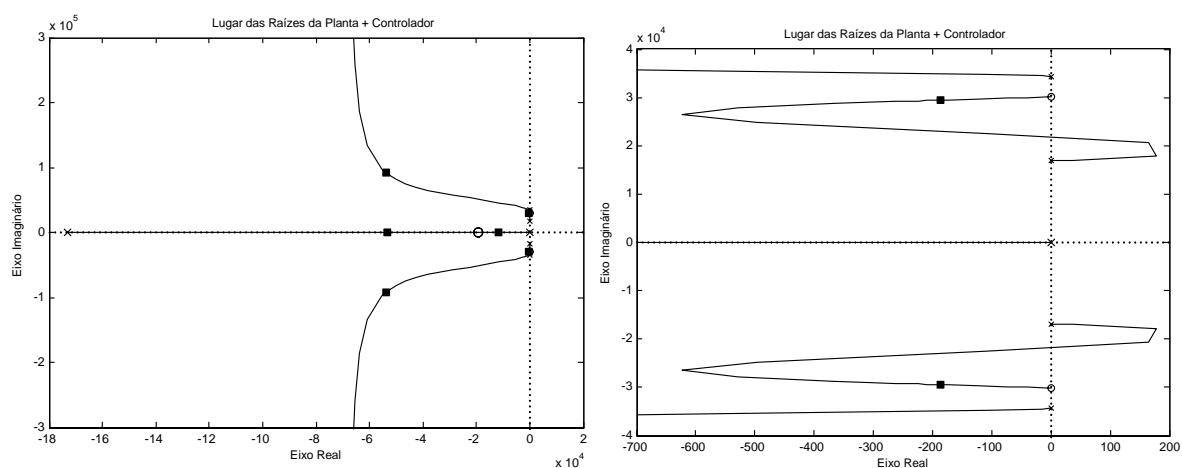 Lugar das Raízes da Planta + Controlador
x 10^5
3
2
1
0
-1
-2
-3
Eixo Imaginário
-18 -16 -14 -12 -10 -8 -6 -4 -2 0 2
x 10^4
Eixo Real
Lugar das Raízes da Planta + Controlador
x 10^4
4
3
2
1
0
-1
-2
-3
-4
Eixo Imaginário
-700 -600 -500 -400 -300 -200 -100 0 100 200
Eixo Real